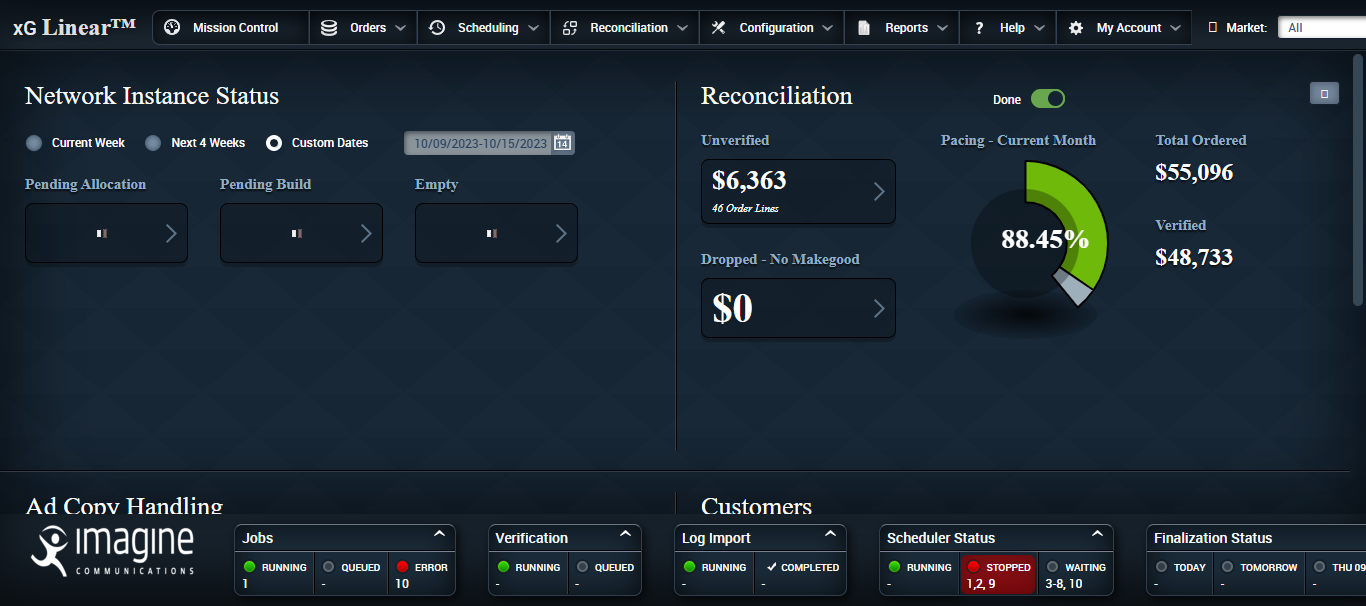 xG Linear™
Mission Control
Orders
Scheduling
Reconciliation
Configuration
Reports
? Help
My Account
Market:
All
Network Instance Status
Current Week
Next 4 Weeks
Custom Dates
10/09/2023-10/15/2023
14
Pending Allocation
Pending Build
Empty
Reconciliation
Done
Unverified
$6,363
46 Order Lines
Dropped - No Makegood
$0
Pacing - Current Month
88.45%
Total Ordered
$55,096
Verified
$48,733
Ad Copy Handling
Customers
imagine
COMMUNICATIONS
Jobs
RUNNING
1
QUEUED
-
ERROR
10
Verification
RUNNING
-
QUEUED
-
Log Import
RUNNING
-
COMPLETED
-
Scheduler Status
RUNNING
-
STOPPED
1,2, 9
WAITING
3-8, 10
Finalization Status
TODAY
-
TOMORROW
-
THU 09
-